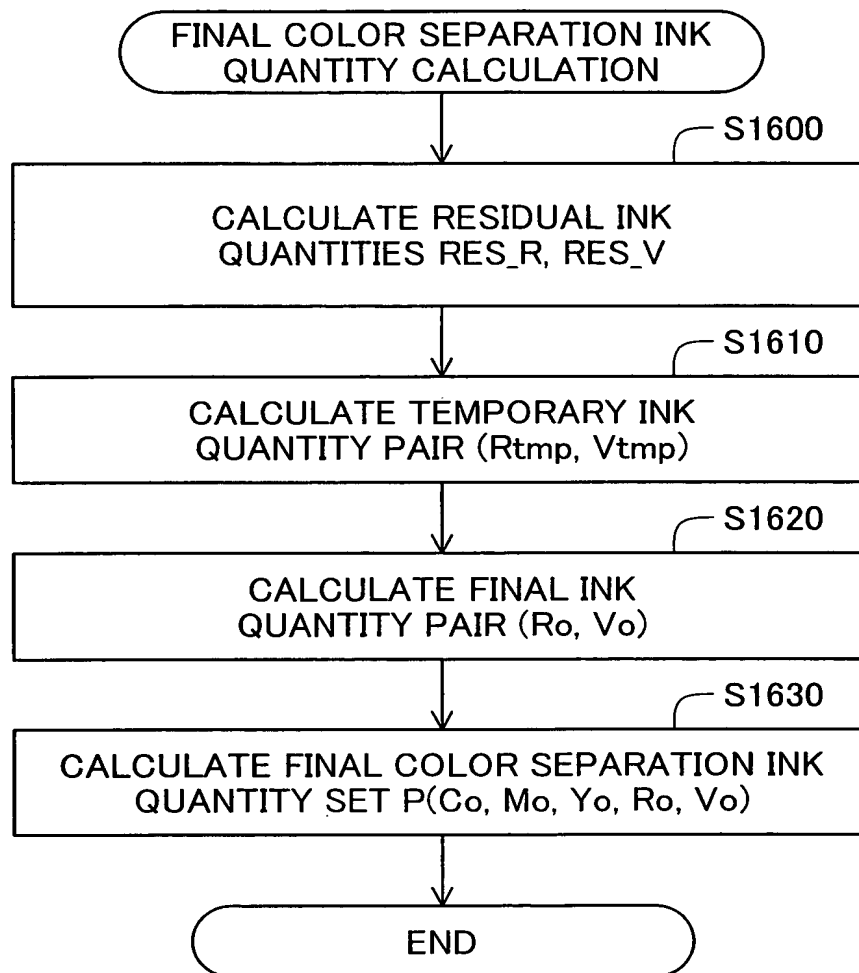 FINAL COLOR SEPARATION INK
QUANTITY CALCULATION
S1600
CALCULATE RESIDUAL INK
QUANTITIES RES_R, RES_V
S1610
CALCULATE TEMPORARY INK
QUANTITY PAIR (Rtmp, Vtmp)
S1620
CALCULATE FINAL INK
QUANTITY PAIR (Ro, Vo)
S1630
CALCULATE FINAL COLOR SEPARATION INK
QUANTITY SET P(Co, Mo, Yo, Ro, Vo)
END